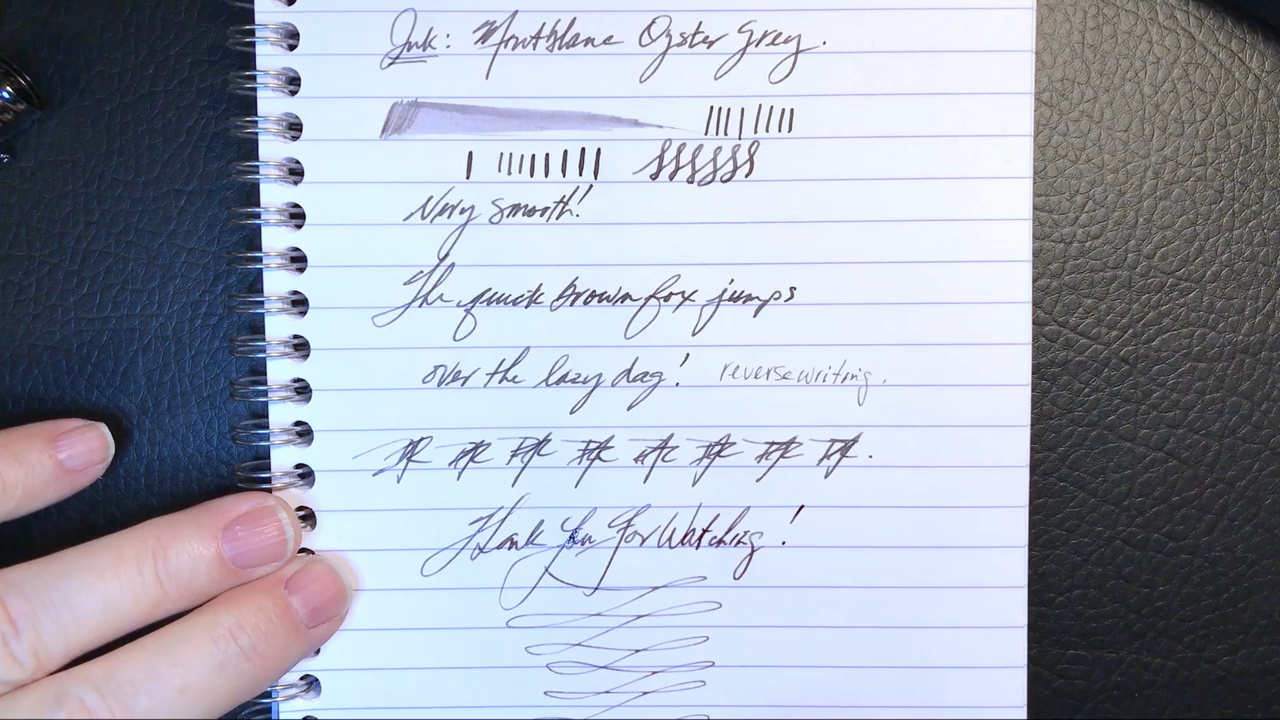 Ink: Montblanc Oyster Grey.
Very smooth!
The quick brown fox jumps
over the lazy dog! reverse writing.
Thank You For Watching!